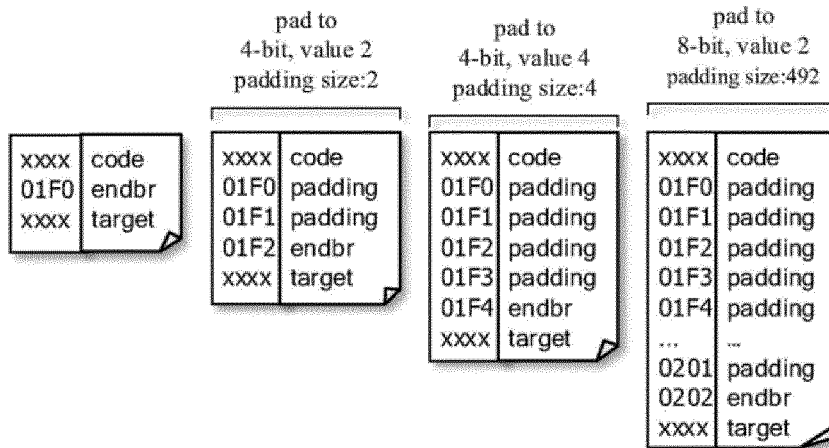 pad to
4-bit, value 2
padding size:2
pad to
4-bit, value 4
padding size:4
pad to
8-bit, value 2
padding size:492
xxxx code
01F0 endbr
xxxx target
xxxx code
01F0 padding
01F1 padding
01F2 endbr
xxxx target
xxxx code
01F0 padding
01F1 padding
01F2 padding
01F3 padding
01F4 endbr
xxxx target
xxxx code
01F0 padding
01F1 padding
01F2 padding
01F3 padding
01F4 padding
... ...
0201 padding
0202 endbr
xxxx target